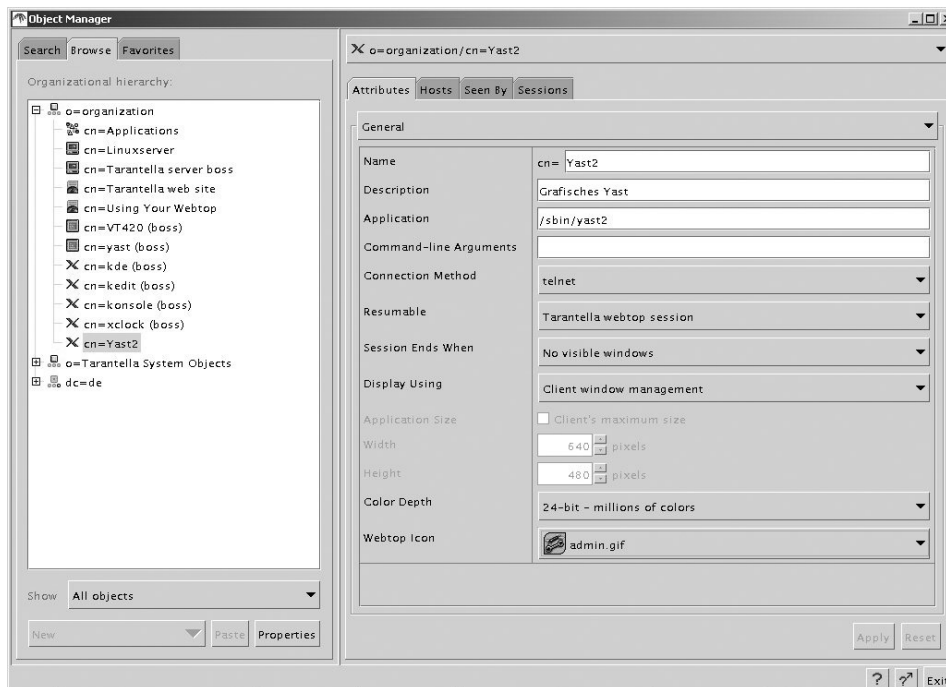 Object Manager
Search Browse Favorites
Organizational hierarchy:
o=organization
cn=Applications
cn=Linuxserver
cn=Tarantella server boss
cn=Tarantella web site
cn=Using Your Webtop
cn=VT420 (boss)
cn=yast (boss)
cn=kde (boss)
cn=kedit (boss)
cn=konsole (boss)
cn=xclock (boss)
cn=Yast2
o=Tarantella System Objects
dc=de
Show All objects
New Paste Properties
o=organization/cn=Yast2
Attributes Hosts Seen By Sessions
General
Name cn= Yast2
Description Grafisches Yast
Application /sbin/yast2
Command-line Arguments
Connection Method telnet
Resumable Tarantella webtop session
Session Ends When No visible windows
Display Using Client window management
Application Size Client's maximum size
Width 640 pixels
Height 480 pixels
Color Depth 24-bit - millions of colors
Webtop Icon admin.gif
Apply Reset
? ? Exit